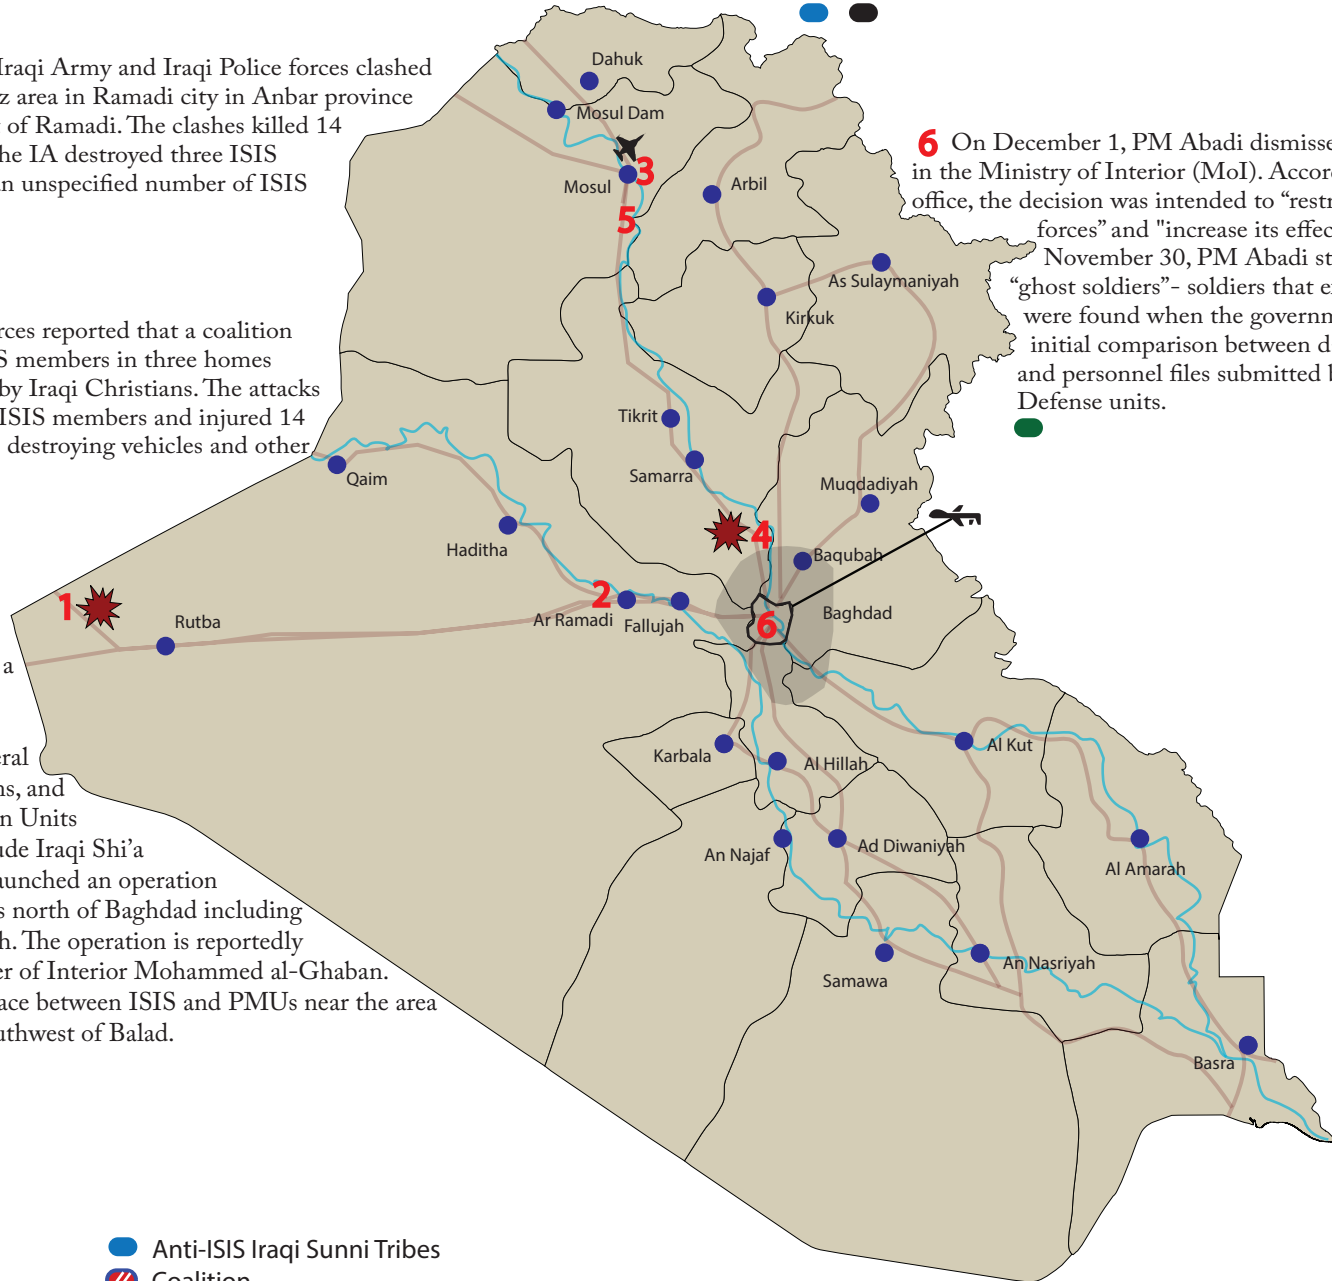 Iraqi Army and Iraqi Police forces clashed
z area in Ramadi city in Anbar province
of Ramadi. The clashes killed 14
he IA destroyed three ISIS
an unspecified number of ISIS
rces reported that a coalition
S members in three homes
by Iraqi Christians. The attacks
ISIS members and injured 14
destroying vehicles and other
a
eral
ns, and
n Units
ude Iraqi Shi’a
aunched an operation
s north of Baghdad including
h. The operation is reportedly
er of Interior Mohammed al-Ghaban.
ace between ISIS and PMUs near the area
uthwest of Balad.
6 On December 1, PM Abadi dismisse
in the Ministry of Interior (MoI). Accor
office, the decision was intended to “restr
forces” and "increase its effec
November 30, PM Abadi st
“ghost soldiers”- soldiers that e
were found when the governm
initial comparison between d
and personnel files submitted b
Defense units.
Dahuk
Mosul Dam
Mosul
3
Arbil
5
As Sulaymaniyah
Kirkuk
Tikrit
Samarra
Qaim
Muqdadiyah
Haditha
4
Baqubah
1
2
Rutba
Ar Ramadi
Fallujah
6
Baghdad
Karbala
Al Hillah
Al Kut
An Najaf
Ad Diwaniyah
Al Amarah
Samawa
An Nasriyah
Basra
Anti-ISIS Iraqi Sunni Tribes
Coalition